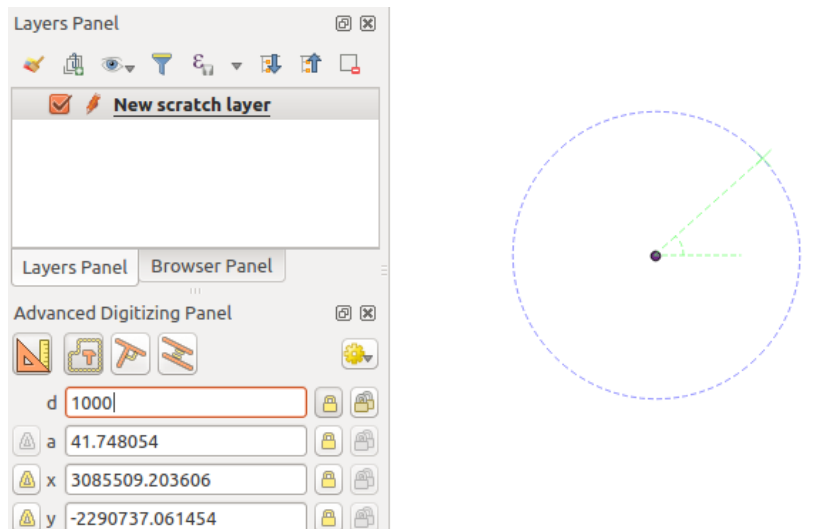 Layers Panel
New scratch layer
Layers Panel
Browser Panel
Advanced Digitizing Panel
d 1000
a 41.748054
x 3085509.203606
y -2290737.061454